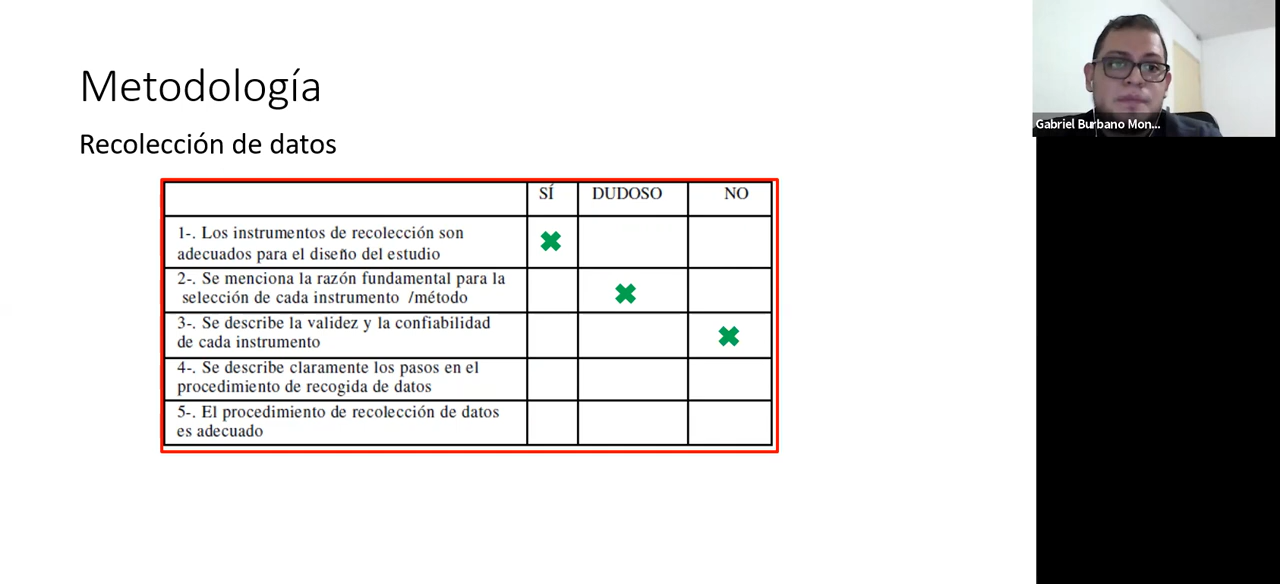 Metodología
Recolección de datos
SÍ DUDOSO NO
1-. Los instrumentos de recolección son
adecuados para el diseño del estudio
2-. Se menciona la razón fundamental para la
selección de cada instrumento /método
3-. Se describe la validez y la confiabilidad
de cada instrumento
4-. Se describe claramente los pasos en el
procedimiento de recogida de datos
5-. El procedimiento de recolección de datos
es adecuado
Gabriel Burbano Mon...